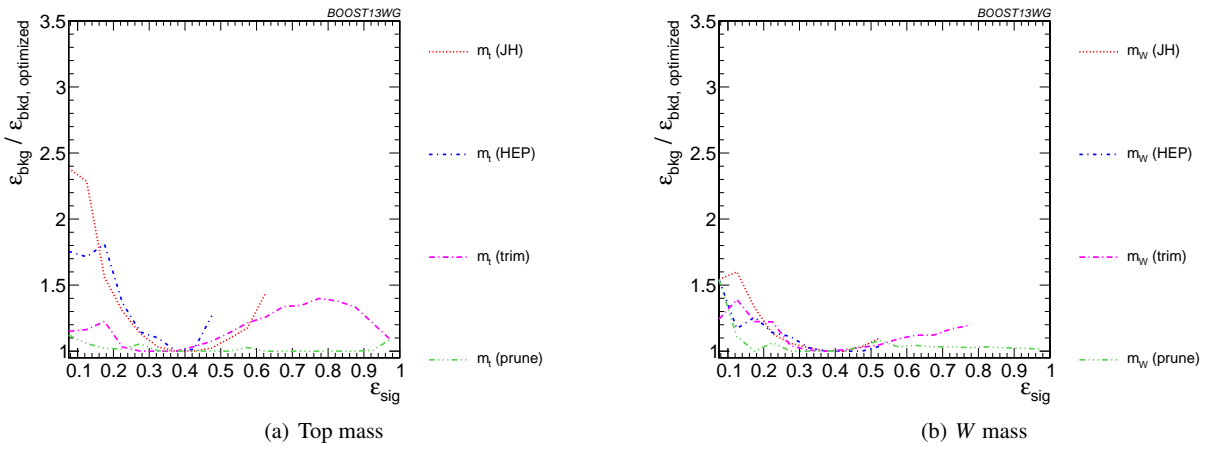 BOOST13WG
ε_bkg / ε_bkd, optimized
3.5
3
2.5
2
1.5
1
0.1 0.2 0.3 0.4 0.5 0.6 0.7 0.8 0.9 1
ε_sig
m_t (JH)
m_t (HEP)
m_t (trim)
m_t (prune)
(a) Top mass
BOOST13WG
ε_bkg / ε_bkd, optimized
3.5
3
2.5
2
1.5
1
0.1 0.2 0.3 0.4 0.5 0.6 0.7 0.8 0.9 1
ε_sig
m_W (JH)
m_W (HEP)
m_W (trim)
m_W (prune)
(b) W mass